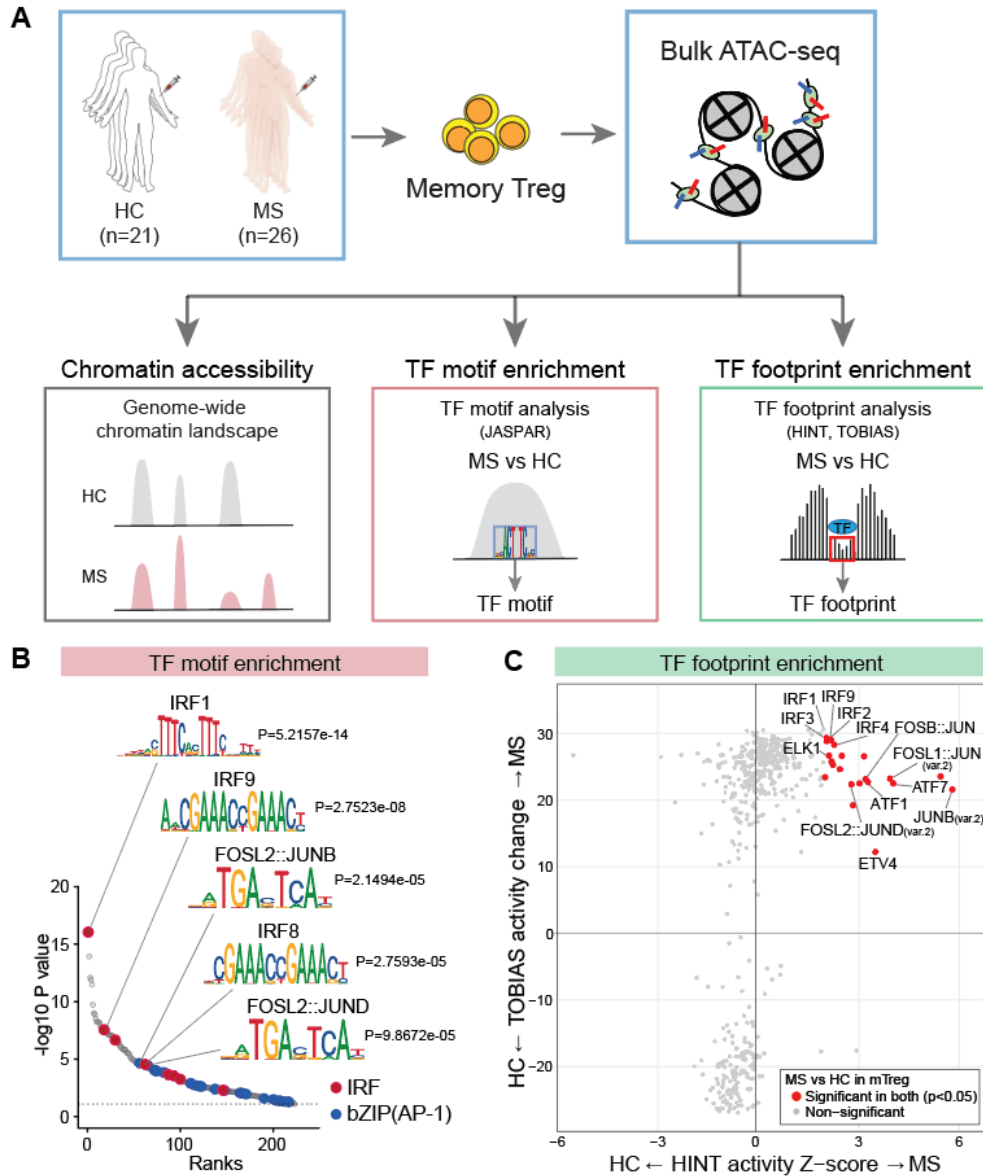 A
HC
(n=21)
MS
(n=26)
Memory Treg
Bulk ATAC-seq
Chromatin accessibility
Genome-wide
chromatin landscape
HC
MS
TF motif enrichment
TF motif analysis
(JASPAR)
MS vs HC
TF motif
TF footprint enrichment
TF footprint analysis
(HINT, TOBIAS)
MS vs HC
TF
TF footprint
B
TF motif enrichment
IRF1
P=5.2157e-14
IRF9
P=2.7523e-08
FOSL2::JUNB
P=2.1494e-05
IRF8
P=2.7593e-05
FOSL2::JUND
P=9.8672e-05
-log10 P value
20
15
10
5
0
0
100
200
Ranks
IRF
bZIP(AP-1)
C
TF footprint enrichment
HC ← TOBIAS activity change → MS
30
20
10
0
−10
−20
IRF1
IRF9
IRF3
IRF2
IRF4
FOSB::JUN
ELK1
FOSL1::JUN
(var.2)
ATF7
ATF1
JUNB(var.2)
FOSL2::JUND(var.2)
ETV4
MS vs HC in mTreg
Significant in both (p<0.05)
Non−significant
−6
−3
0
3
6
HC ← HINT activity Z−score → MS